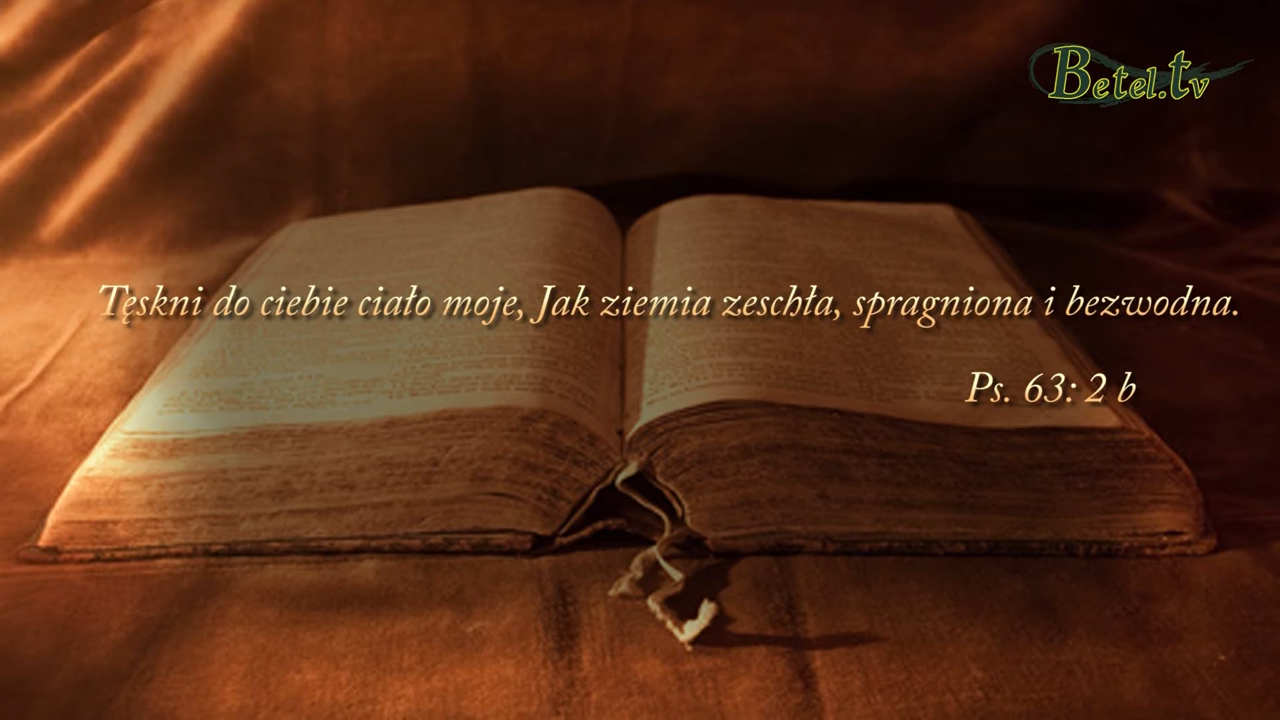 Betel.tv
Tęskni do ciebie ciało moje, Jak ziemia zeschła, spragniona i bezwodna.
Ps. 63: 2 b